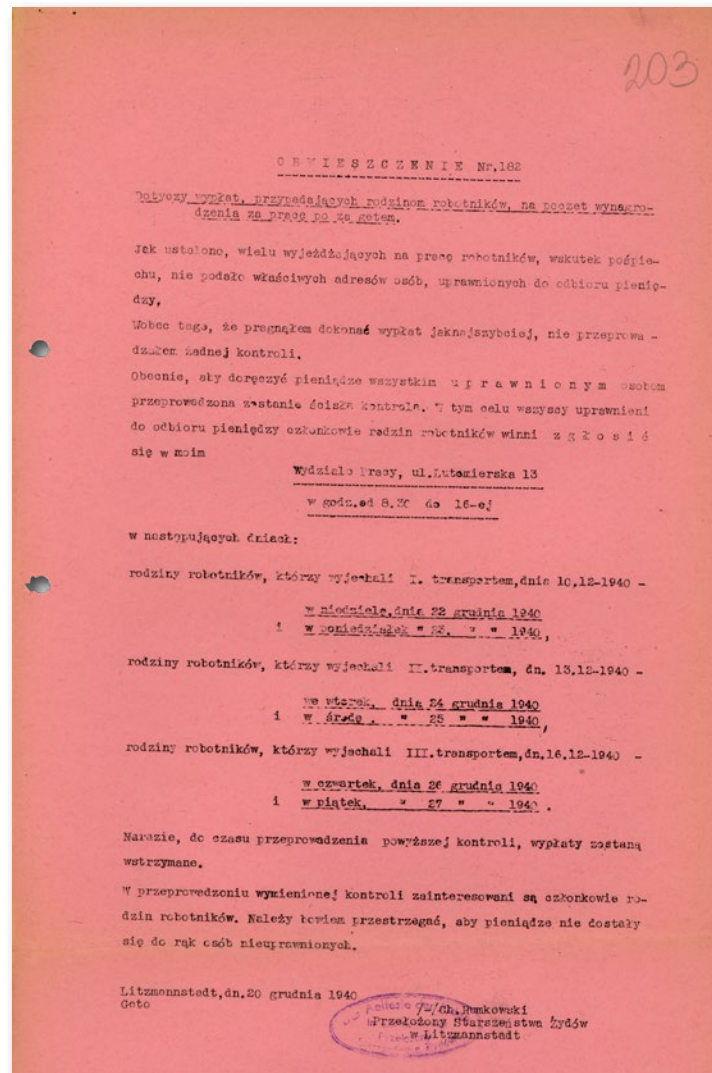 203
OBWIESZCZENIE Nr.182
Dotyczy wypłat, przypadających rodzinom robotników, na poczet wynagro-
dzenia za pracę po za getem.
Jak ustalono, wielu wyjeżdżających na pracę robotników, wskutek pośpie-
chu, nie podało właściwych adresów osób, uprawnionych do odbioru pienię-
dzy,
Wobec tego, że pragnąłem dokonać wypłat jaknajszybciej, nie przeprowa -
dzałem żadnej kontroli.
Obecnie, aby doręczyć pieniądze wszystkim u p r a w n i o n y m osobom
przeprowadzona zostanie ścisła kontrola. W tym celu wszyscy uprawnieni
do odbioru pieniędzy członkowie rodzin robotników winni z g ł o s i ć
się w moim
Wydziale Pracy, ul.Lutomierska 13
w godz.od 8.30 do 16-ej
w następujących dniach:
rodziny robotników, którzy wyjechali I. transportem,dnia 10.12-1940 -
w niedzielę,dnia 22 grudnia 1940
i w poniedziałek " 23. " " 1940,
rodziny robotników, którzy wyjechali II.transportem, dn. 13.12-1940 -
we wtorek, dnia 24 grudnia 1940
i w środę . " 25 " " 1940,
rodziny robotników, którzy wyjechali III.transportem,dn.16.12-1940 -
w czwartek, dnia 26 grudnia 1940
i w piątek, " 27 " " 1940 .
Narazie, do czasu przeprowadzenia powyższej kontroli, wypłaty zostaną
wstrzymane.
W przeprowadzeniu wymienionej kontroli zainteresowani są członkowie ro-
dzin robotników. Należy bowiem przestrzegać, aby pieniądze nie dostały
się do rąk osób nieuprawnionych.
Litzmannstadt,dn.20 grudnia 1940
Geto
/-/Ch.Rumkowski
Przełożony Starszeństwa Żydów
w Litzmannstadt